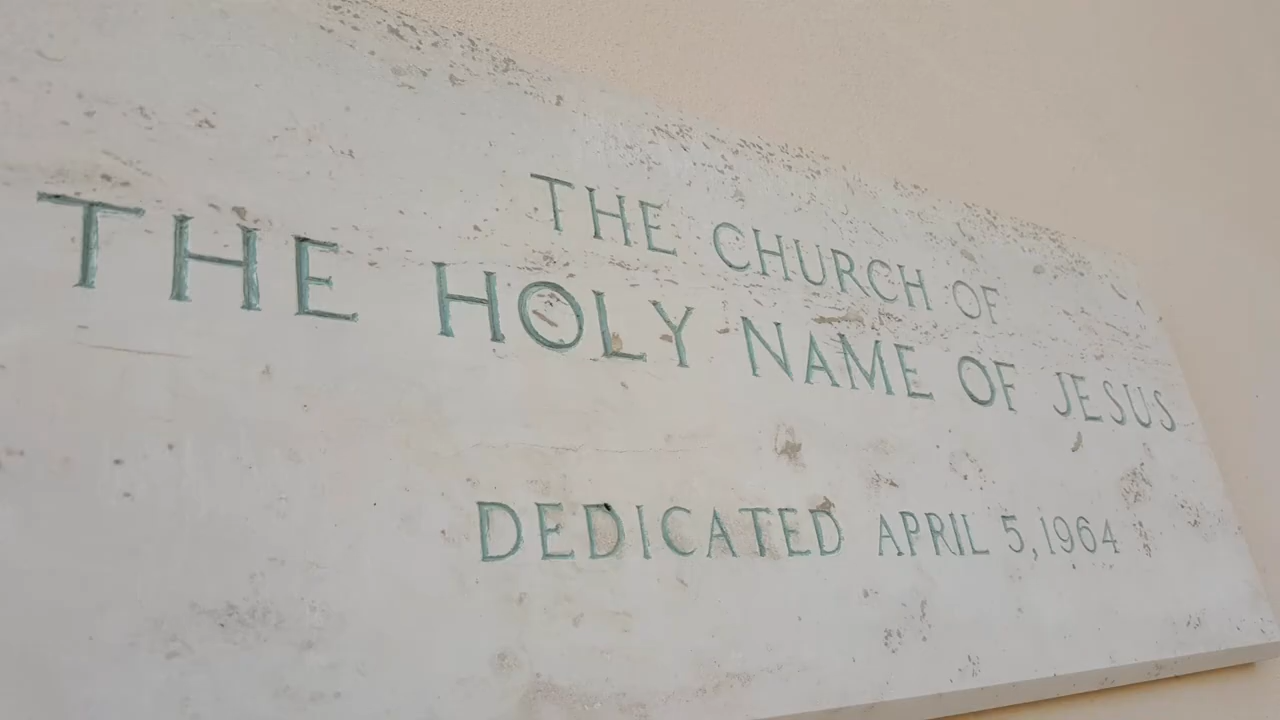 THE CHURCH OF
THE HOLY NAME OF JESUS
DEDICATED APRIL 5, 1964